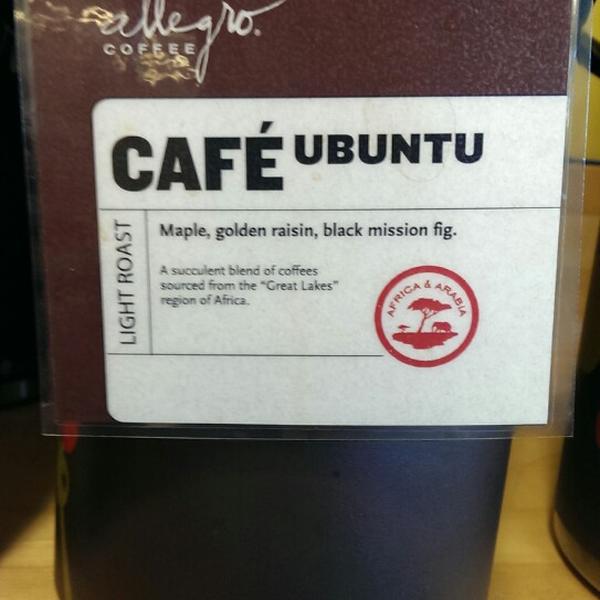 allegro.
COFFEE
CAFÉ UBUNTU
LIGHT ROAST
Maple, golden raisin, black mission fig.
A succulent blend of coffees
sourced from the "Great Lakes"
region of Africa.
AFRICA & ARABIA